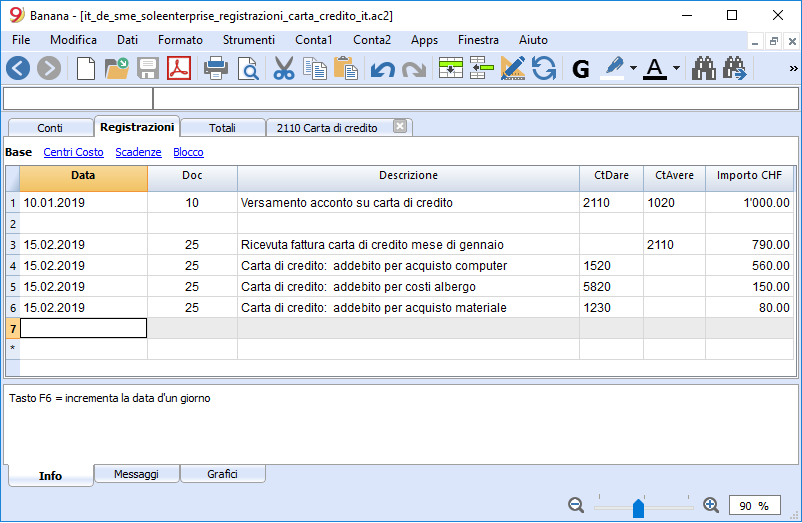 Banana - [it_de_sme_soleenterprise_registrazioni_carta_credito_it.ac2]
File Modifica Dati Formato Strumenti Conta1 Conta2 Apps Finestra Aiuto
G A »
Conti Registrazioni Totali 2110 Carta di credito
Base Centri Costo Scadenze Blocco
Data Doc Descrizione CtDare CtAvere Importo CHF
1 10.01.2019 10 Versamento acconto su carta di credito 2110 1020 1'000.00
2
3 15.02.2019 25 Ricevuta fattura carta di credito mese di gennaio 2110 790.00
4 15.02.2019 25 Carta di credito: addebito per acquisto computer 1520 560.00
5 15.02.2019 25 Carta di credito: addebito per costi albergo 5820 150.00
6 15.02.2019 25 Carta di credito: addebito per acquisto materiale 1230 80.00
7
*
Tasto F6 = incrementa la data d'un giorno
Info Messaggi Grafici
90 %